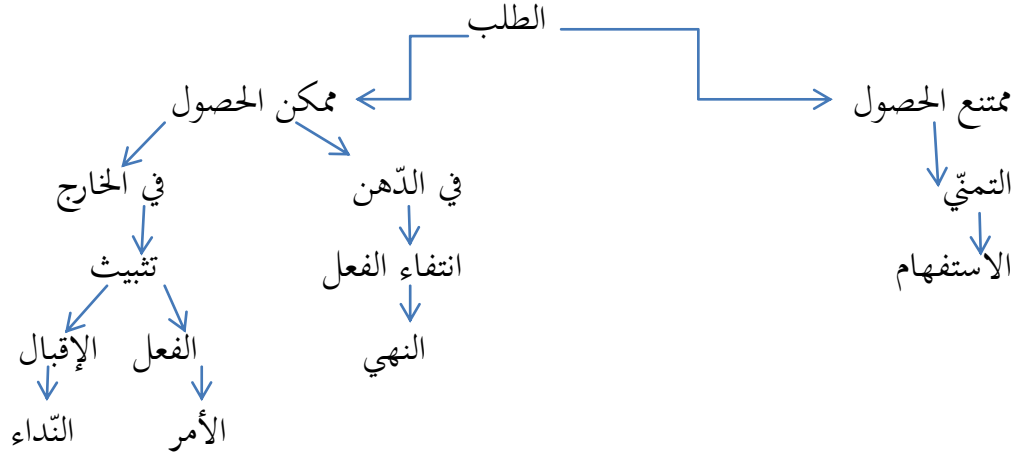 الطلب
ممتنع الحصول ممكن الحصول
التمنّي في الدّهن في الخارج
الاستفهام انتفاء الفعل تثبيث
النهي الفعل الإقبال
الأمر النّداء